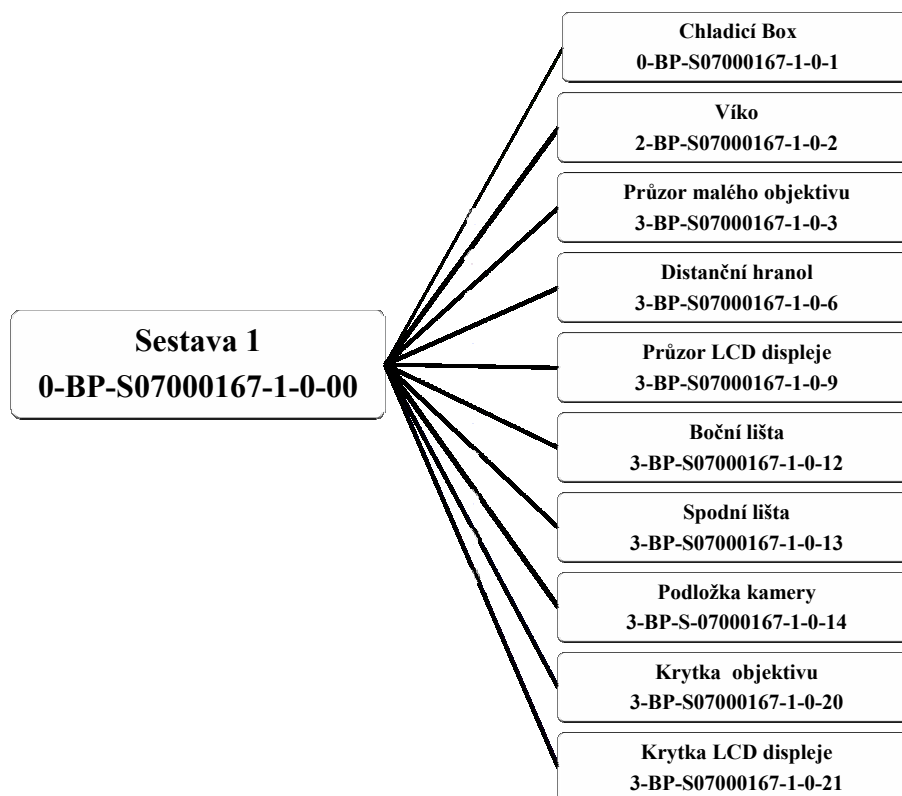 Chladicí Box
0-BP-S07000167-1-0-1
Víko
2-BP-S07000167-1-0-2
Průzor malého objektivu
3-BP-S07000167-1-0-3
Distanční hranol
3-BP-S07000167-1-0-6
Sestava 1
0-BP-S07000167-1-0-00
Průzor LCD displeje
3-BP-S07000167-1-0-9
Boční lišta
3-BP-S07000167-1-0-12
Spodní lišta
3-BP-S07000167-1-0-13
Podložka kamery
3-BP-S-07000167-1-0-14
Krytka  objektivu
3-BP-S07000167-1-0-20
Krytka LCD displeje
3-BP-S07000167-1-0-21